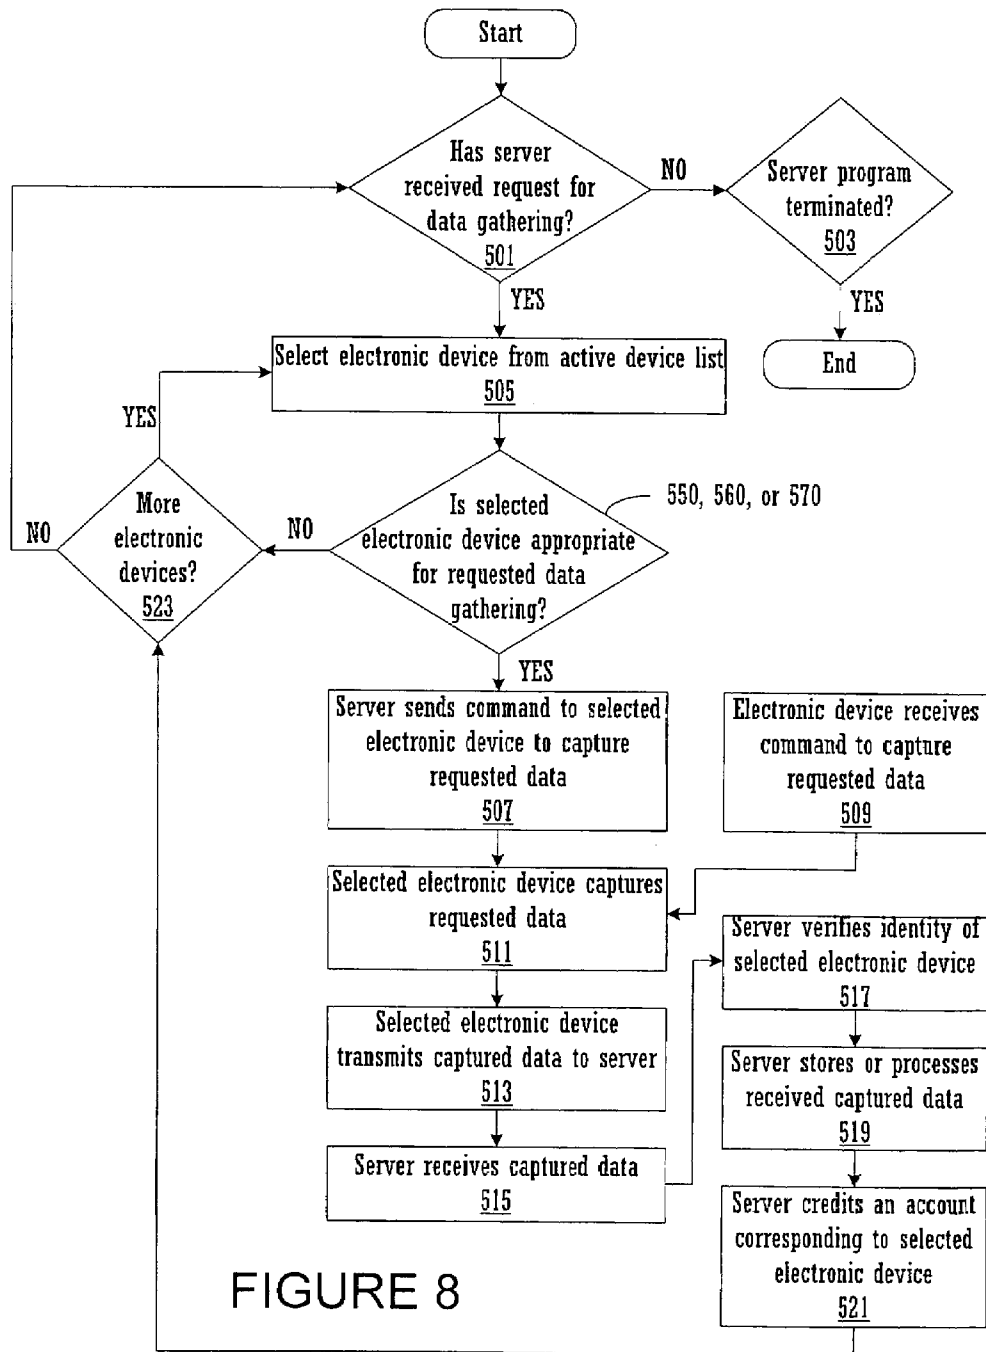 Start
Has server
received request for
data gathering?
501
NO
Server program
terminated?
503
YES
YES
End
Select electronic device from active device list
505
YES
NO
More
electronic
devices?
523
NO
Is selected
electronic device appropriate
for requested data
gathering?
550, 560, or 570
YES
Server sends command to selected
electronic device to capture
requested data
507
Electronic device receives
command to capture
requested data
509
Selected electronic device captures
requested data
511
Selected electronic device
transmits captured data to server
513
Server receives captured data
515
Server verifies identity of
selected electronic device
517
Server stores or processes
received captured data
519
Server credits an account
corresponding to selected
electronic device
521
FIGURE 8